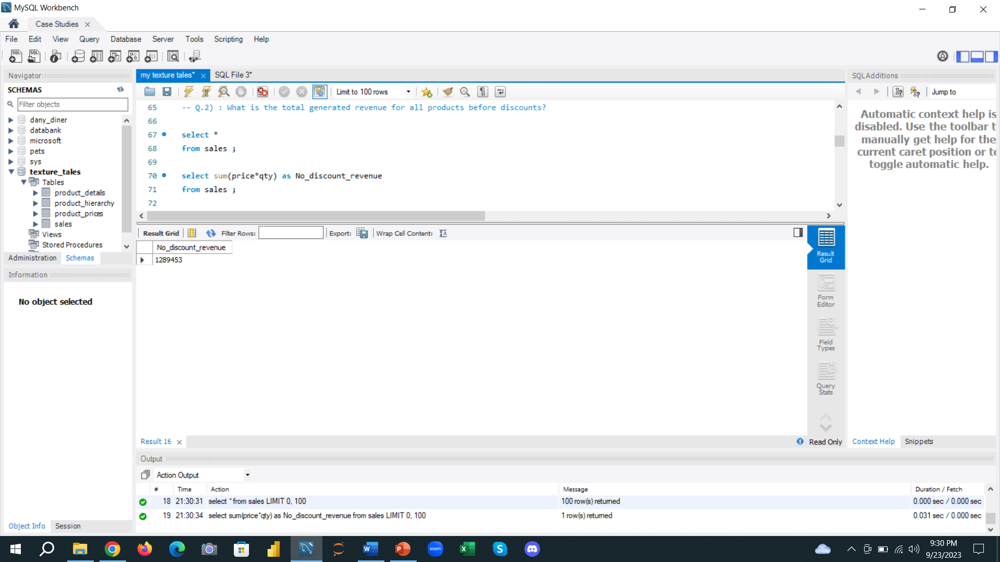 MySQL Workbench
Case Studies
File Edit View Query Database Server Tools Scripting Help
Navigator
SCHEMAS
Filter objects
dany_diner
databank
microsoft
pets
sys
texture_tales
Tables
product_details
product_hierarchy
product_prices
sales
Views
Stored Procedures
Administration Schemas
Information
No object selected
Object Info Session
my texture tales* SQL File 3*
Limit to 100 rows
65 -- Q.2) : What is the total generated revenue for all products before discounts?
66
67 select *
68 from sales ;
69
70 select sum(price*qty) as No_discount_revenue
71 from sales ;
72
Result Grid Filter Rows: Export: Wrap Cell Content:
No_discount_revenue
1289453
Result
Grid
Form
Editor
Field
Types
Query
Stats
Result 16
Read Only
SQLAdditions
Jump to
Automatic context help is
disabled. Use the toolbar t
manually get help for the
current caret position or to
toggle automatic help.
Context Help Snippets
Output
Action Output
# Time Action Message Duration / Fetch
18 21:30:31 select * from sales LIMIT 0, 100 100 row(s) returned 0.000 sec / 0.000 sec
19 21:30:34 select sum(price*qty) as No_discount_revenue from sales LIMIT 0, 100 1 row(s) returned 0.031 sec / 0.000 sec
zoom
9:30 PM
9/23/2023